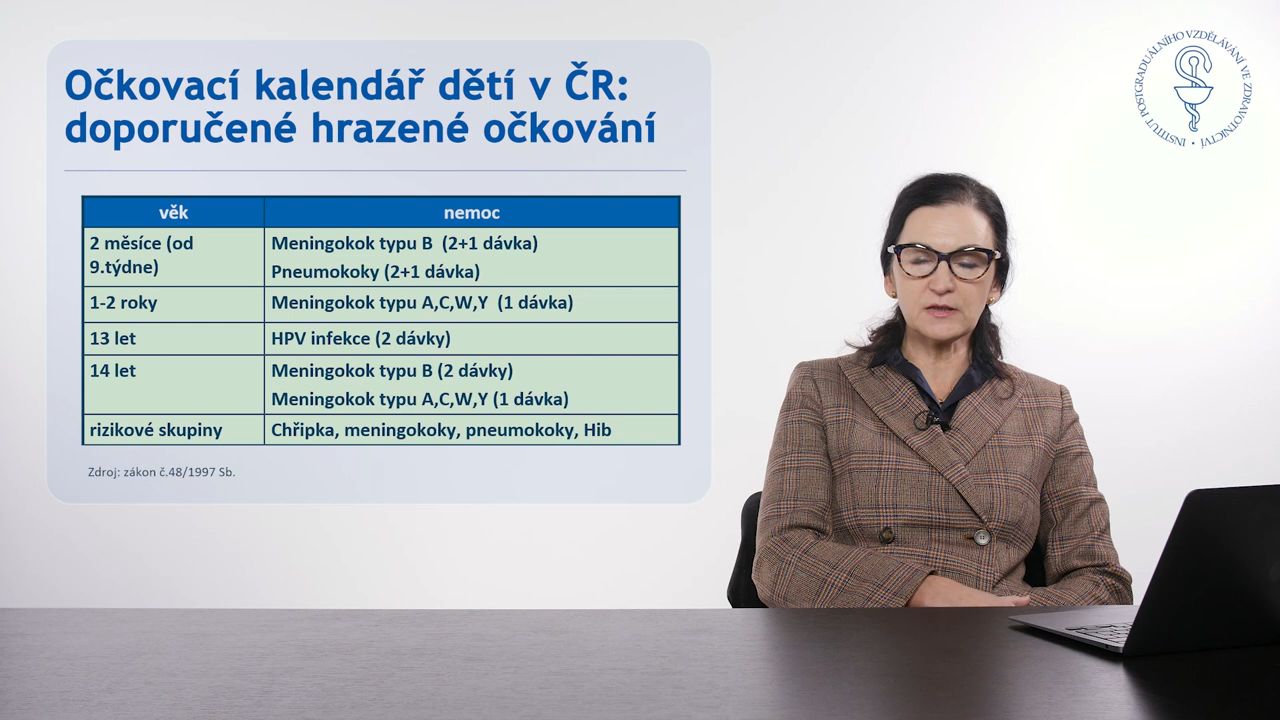 Očkovací kalendář dětí v ČR:
doporučené hrazené očkování
věk nemoc
2 měsíce (od
9.týdne)
Meningokok typu B (2+1 dávka)
Pneumokoky (2+1 dávka)
1-2 roky Meningokok typu A,C,W,Y (1 dávka)
13 let HPV infekce (2 dávky)
14 let Meningokok typu B (2 dávky)
Meningokok typu A,C,W,Y (1 dávka)
rizikové skupiny Chřipka, meningokoky, pneumokoky, Hib
Zdroj: zákon č.48/1997 Sb.
INSTITUT POSTGRADUÁLNÍHO VZDĚLÁVÁNÍ VE ZDRAVOTNICTVÍ •